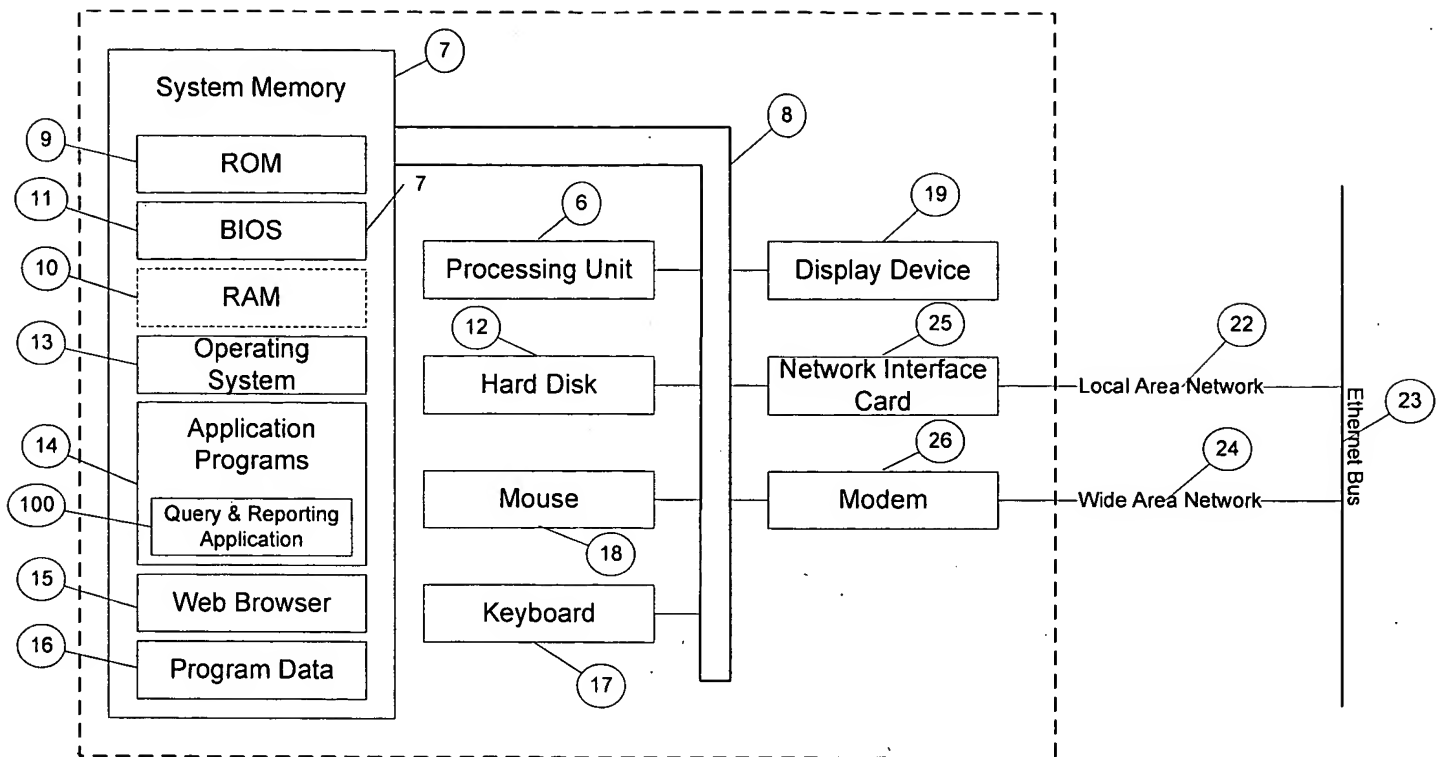 7
System Memory
8
9
ROM
11
BIOS
7
6
19
10
RAM
Processing Unit
Display Device
13
Operating
System
12
25
22
Hard Disk
Network Interface
Card
Local Area Network
Ethernet Bus
23
14
Application
Programs
26
24
100
Query & Reporting
Application
Mouse
Modem
Wide Area Network
18
15
Web Browser
Keyboard
16
Program Data
17